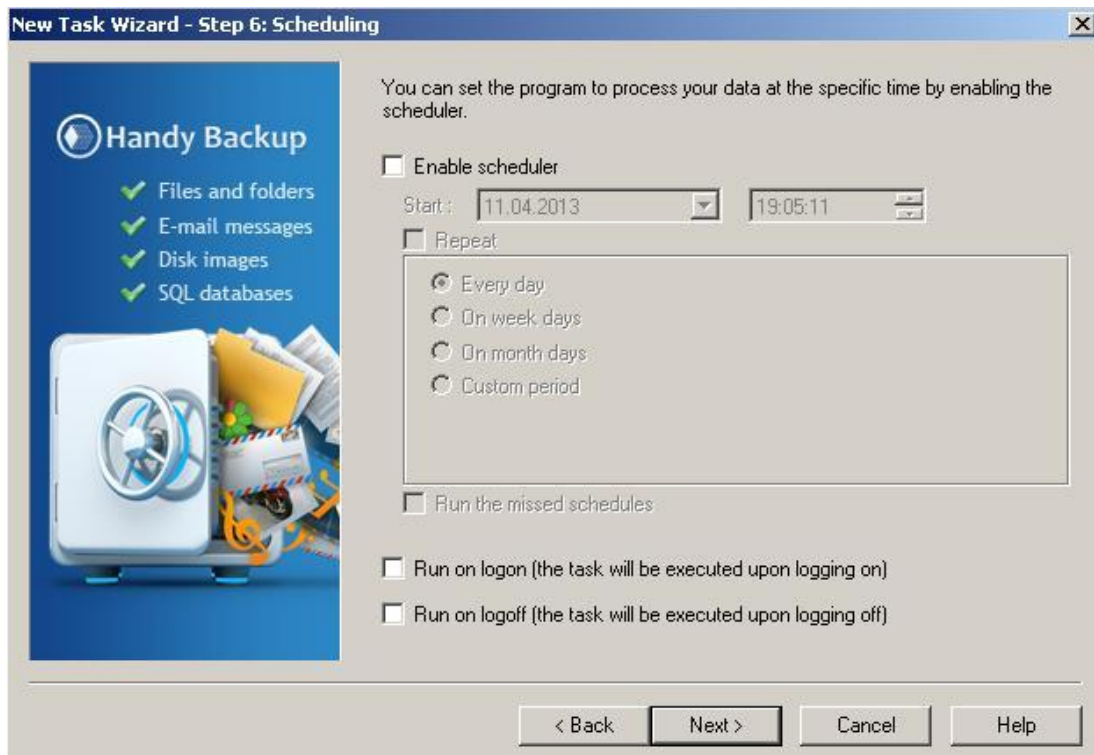 New Task Wizard - Step 6: Scheduling
Handy Backup
Files and folders
E-mail messages
Disk images
SQL databases
You can set the program to process your data at the specific time by enabling the
scheduler.
Enable scheduler
Start : 11.04.2013 19:05:11
Repeat
Every day
On week days
On month days
Custom period
Run the missed schedules
Run on logon (the task will be executed upon logging on)
Run on logoff (the task will be executed upon logging off)
< Back Next > Cancel Help